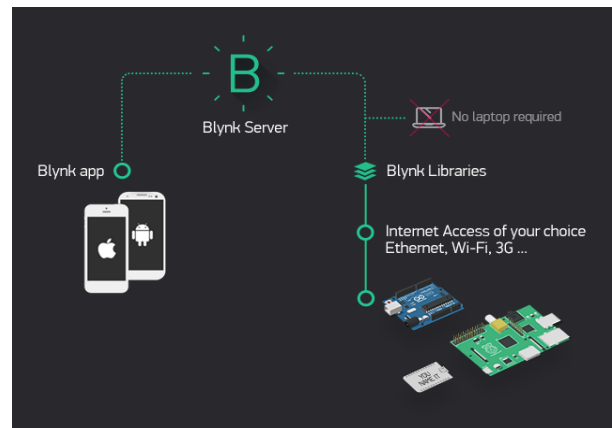 B
Blynk Server
No laptop required
Blynk app
Blynk Libraries
Internet Access of your choice
Ethernet, Wi-Fi, 3G ...
YOU
NAME IT